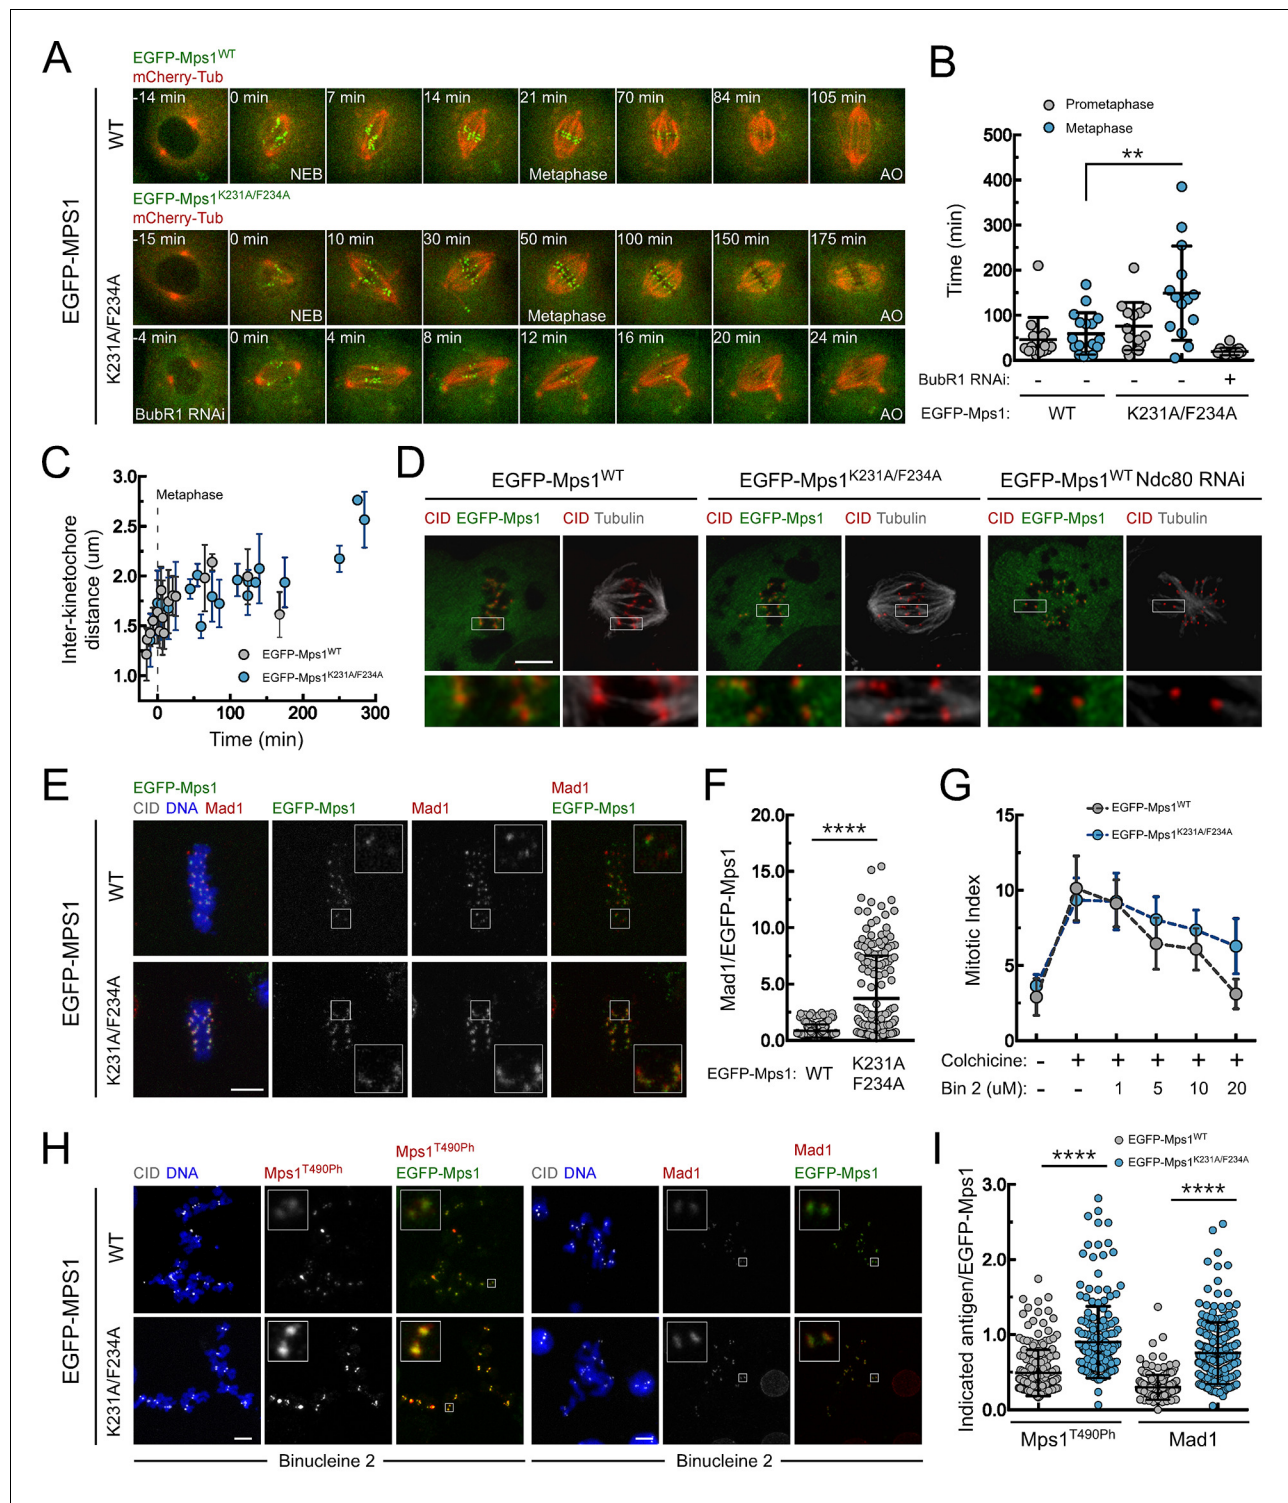 A
EGFP-Mps1WT
mCherry-Tub
-14 min 0 min 7 min 14 min 21 min 70 min 84 min 105 min
NEB Metaphase AO
WT
EGFP-Mps1K231A/F234A
mCherry-Tub
-15 min 0 min 10 min 30 min 50 min 100 min 150 min 175 min
NEB Metaphase AO
-4 min 0 min 4 min 8 min 12 min 16 min 20 min 24 min
BubR1 RNAi AO
K231A/F234A
EGFP-MPS1
B
Prometaphase
Metaphase
500
400
300
200
100
0
Time (min)
**
BubR1 RNAi: - - - - +
EGFP-Mps1: WT K231A/F234A
C
3.0
2.5
2.0
1.5
1.0
Inter-kinetochore
distance (um)
Metaphase
EGFP-Mps1WT
EGFP-Mps1K231A/F234A
0 100 200 300
Time (min)
D
EGFP-Mps1WT EGFP-Mps1K231A/F234A EGFP-Mps1WT Ndc80 RNAi
CID EGFP-Mps1 CID Tubulin CID EGFP-Mps1 CID Tubulin CID EGFP-Mps1 CID Tubulin
E
EGFP-Mps1
CID DNA Mad1 EGFP-Mps1 Mad1
Mad1
EGFP-Mps1
WT
K231A/F234A
EGFP-MPS1
F
20.0
15.0
10.0
5.0
0.0
Mad1/EGFP-Mps1
****
EGFP-Mps1: WT K231A
F234A
G
EGFP-Mps1WT
EGFP-Mps1K231A/F234A
15
10
5
0
Mitotic Index
Colchicine: - + + + + +
Bin 2 (uM): - - 1 5 10 20
H
CID DNA Mps1T490Ph
Mps1T490Ph
EGFP-Mps1
CID DNA Mad1
Mad1
EGFP-Mps1
WT
K231A/F234A
EGFP-MPS1
Binucleine 2 Binucleine 2
I
EGFP-Mps1WT
EGFP-Mps1K231A/F234A
**** ****
3.0
2.0
1.0
0.0
Indicated antigen/EGFP-Mps1
Mps1T490Ph Mad1